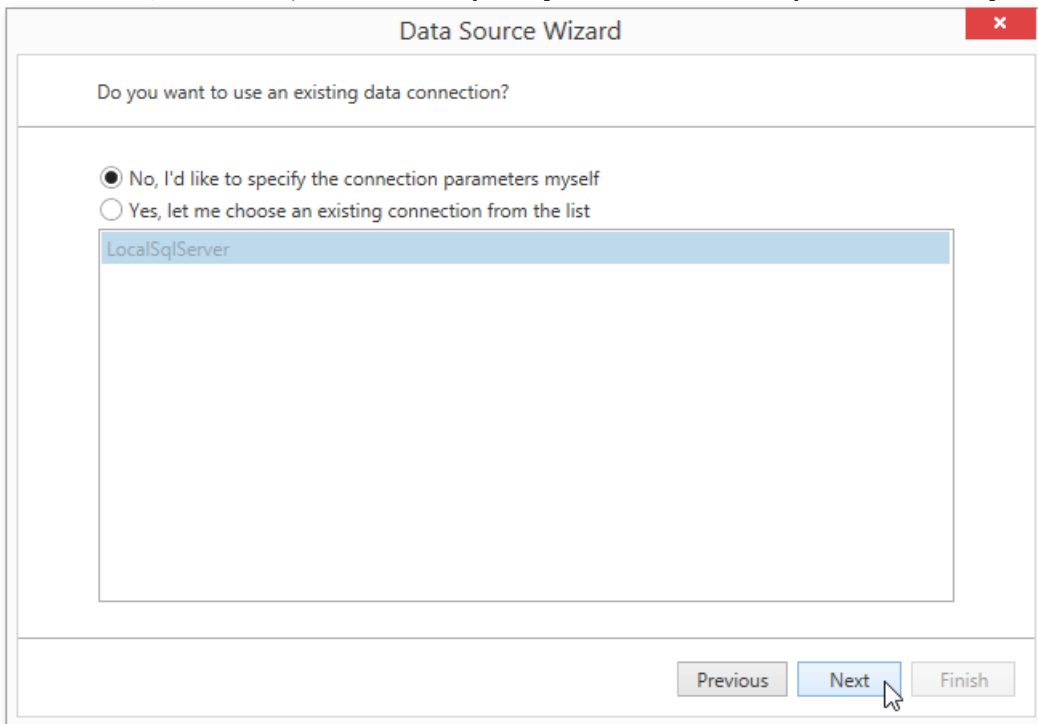 Data Source Wizard
Do you want to use an existing data connection?
No, I'd like to specify the connection parameters myself
Yes, let me choose an existing connection from the list
LocalSqlServer
Previous Next Finish